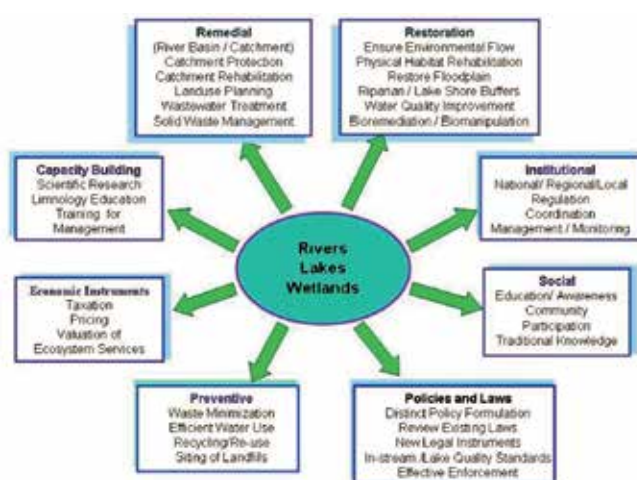 Remedial
(River Basin / Catchment)
Catchment Protection
Catchment Rehabilitation
Landuse Planning
Wastewater Treatment
Solid Waste Management
Restoration
Ensure Environmental Flow
Physical Habitat Rehabilitation
Restore Floodplain
Riparian / Lake Shore Buffers
Water Quality Improvement
Bioremediation / Biomanipulation
Capacity Building
Scientific Research
Limnology Education
Training for
Management
Institutional
National/ Regional/Local
Regulation
Coordination
Management / Monitoring
Rivers
Lakes
Wetlands
Economic Instruments
Taxation
Pricing
Valuation of
Ecosystem Services
Social
Education/ Awareness
Community
Participation
Traditional Knowledge
Preventive
Waste Minimization
Efficient Water Use
Recycling/Re-use
Siting of Landfills
Policies and Laws
Distinct Policy Formulation
Review Existing Laws
New Legal Instruments
In-stream /Lake Quality Standards
Effective Enforcement